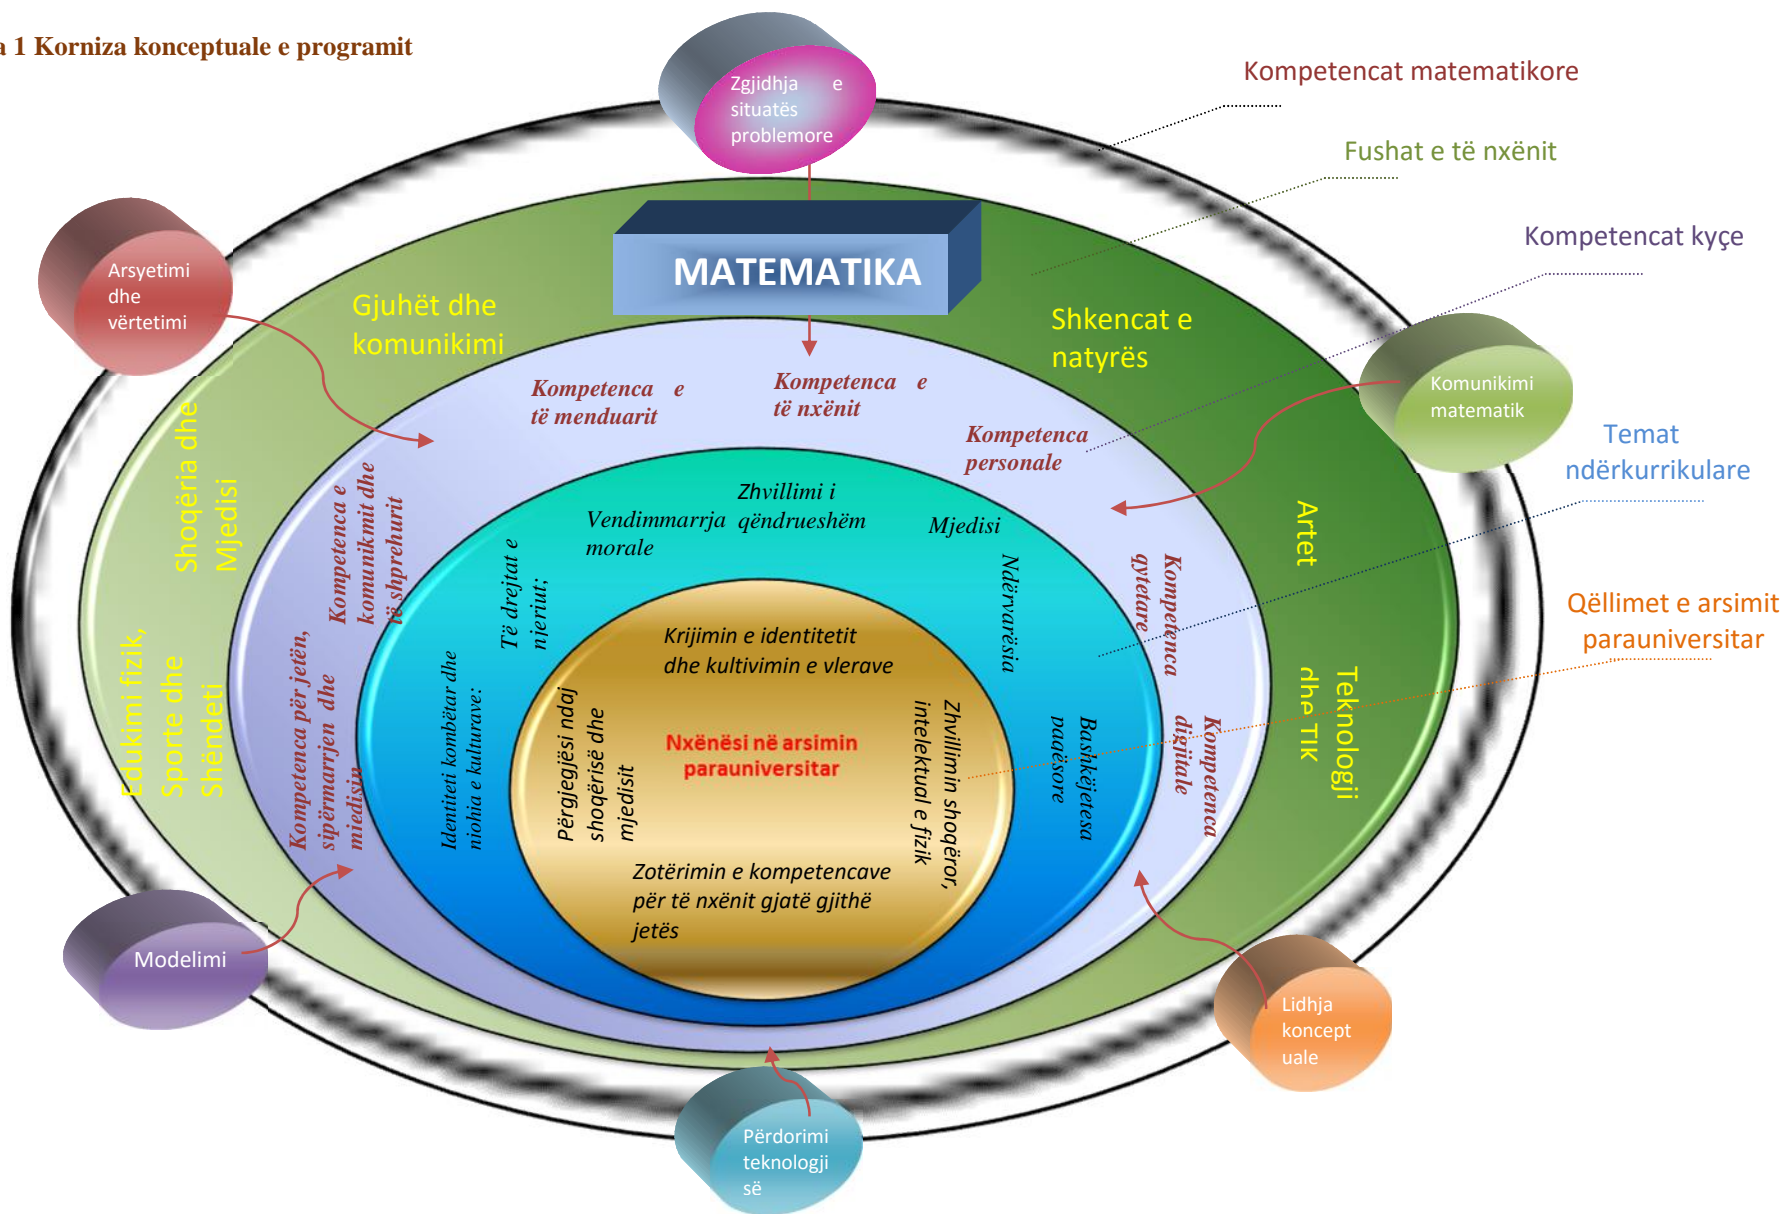 a 1 Korniza konceptuale e programit
Zgjidhja e
situatës
problemore
Kompetencat matematikore
Fushat e të nxënit
Kompetencat kyçe
Temat
ndërkurrikulare
Qëllimet e arsimit
parauniversitar
Arsyetimi
dhe
vërtetimi
MATEMATIKA
Gjuhët dhe
komunikimi
Shkencat e
natyrës
Komunikimi
matematik
Kompetenca e
të menduarit
Kompetenca e
të nxënit
Kompetenca
personale
Shoqëria dhe
Mjedisi
Kompetenca e
komunikmit dhe
të shprehurit
Artet
Kompetenca
qytetare
Vendimmarrja
morale
Zhvillimi i
qëndrueshëm
Mjedisi
Të drejtat e
njeriut;
Ndërvarësia
Edukimi fizik,
Sporte dhe
Shëndeti
Kompetenca për jetën,
sipërmarrjen dhe
mjedisin
Identiteti kombëtar dhe
njohja e kulturave:
Krijimin e identitetit
dhe kultivimin e vlerave
Përgjegjësi ndaj
shoqërisë dhe
mjedisit
Nxënësi në arsimin
parauniversitar
Zhvillimin shoqëror,
intelektual e fizik
Bashkëjetesa
paqësore
Kompetenca
digjitale
Teknologji
dhe TIK
Zotërimin e kompetencave
për të nxënit gjatë gjithë
jetës
Modelimi
Lidhja
koncept
uale
Përdorimi
teknologji
së